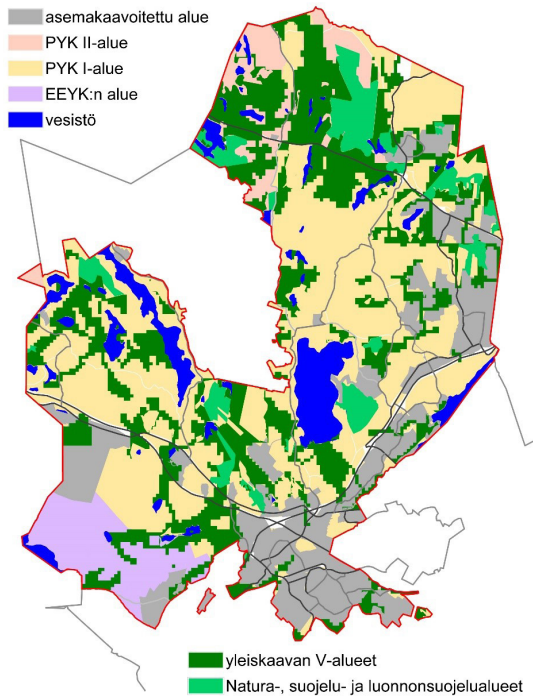 asemakaavoitettu alue
PYK II-alue
PYK I-alue
EEYK:n alue
vesistö
yleiskaavan V-alueet
Natura-, suojelu- ja luonnonsuojelualueet